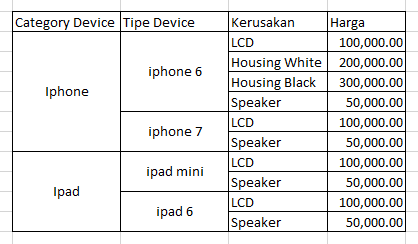 Category Device Tipe Device Kerusakan Harga
Iphone iphone 6 LCD 100,000.00
Housing White 200,000.00
Housing Black 300,000.00
Speaker 50,000.00
iphone 7 LCD 100,000.00
Speaker 50,000.00
Ipad ipad mini LCD 100,000.00
Speaker 50,000.00
ipad 6 LCD 100,000.00
Speaker 50,000.00